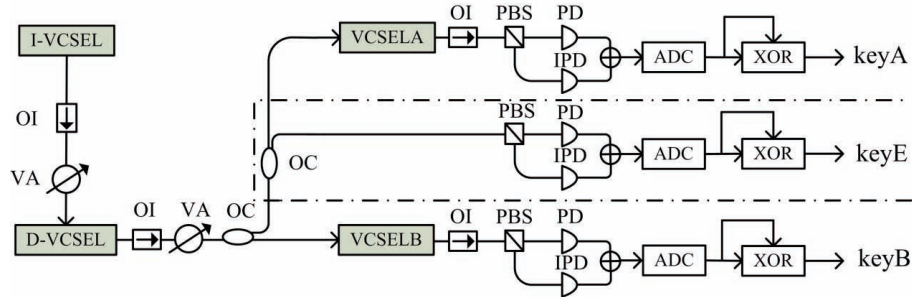 OI PBS PD
I-VCSEL VCSELA ADC XOR keyA
IPD
OI
PBS PD
VA OC ADC XOR keyE
IPD
OI VA OC OI PBS PD
D-VCSEL VCSELB ADC XOR keyB
IPD